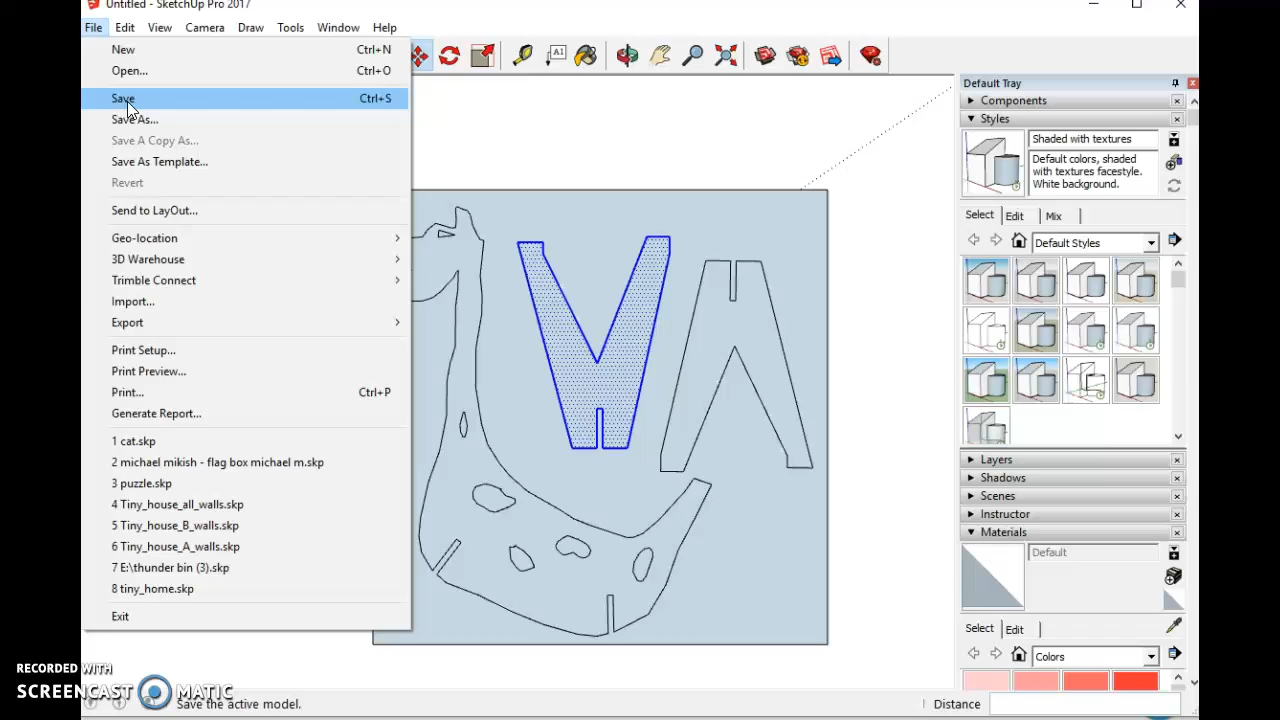 Untitled - SketchUp Pro 2017
File Edit View Camera Draw Tools Window Help
New Ctrl+N
Open... Ctrl+O
Save Ctrl+S
Save As...
Save A Copy As...
Save As Template...
Revert
Send to LayOut...
Geo-location
3D Warehouse
Trimble Connect
Import...
Export
Print Setup...
Print Preview...
Print... Ctrl+P
Generate Report...
1 cat.skp
2 michael mikish - flag box michael m.skp
3 puzzle.skp
4 Tiny_house_all_walls.skp
5 Tiny_house_B_walls.skp
6 Tiny_house_A_walls.skp
7 E:\thunder bin (3).skp
8 tiny_home.skp
Exit
A1
Default Tray
Components
Styles
Shaded with textures
Default colors, shaded
with textures facestyle.
White background.
Select Edit Mix
Default Styles
Layers
Shadows
Scenes
Instructor
Materials
Default
Select Edit
Colors
RECORDED WITH
SCREENCAST MATIC
Save the active model.
Distance